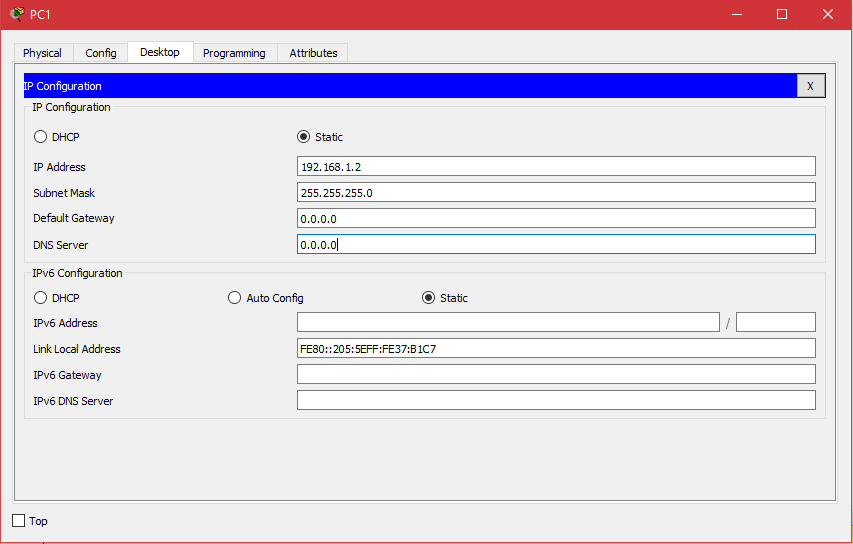 PC1
Physical Config Desktop Programming Attributes
IP Configuration X
IP Configuration
DHCP Static
IP Address 192.168.1.2
Subnet Mask 255.255.255.0
Default Gateway 0.0.0.0
DNS Server 0.0.0.0
IPv6 Configuration
DHCP Auto Config Static
IPv6 Address /
Link Local Address FE80::205:5EFF:FE37:B1C7
IPv6 Gateway
IPv6 DNS Server
Top